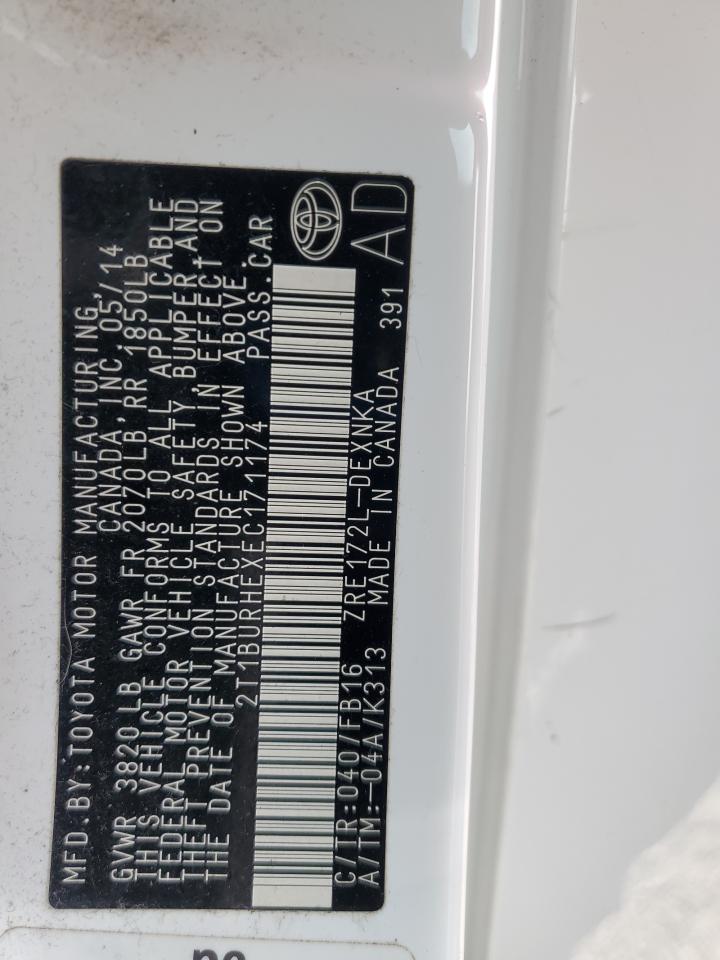 MFD.BY:TOYOTA MOTOR MANUFACTURING,
CANADA, INC. 05/14
GVWR 3820LB GAWR FR 2070LB, RR 1850LB
THIS VEHICLE CONFORMS TO ALL APPLICABLE
FEDERAL MOTOR VEHICLE SAFETY, BUMPER, AND
THEFT PREVENTION STANDARDS IN EFFECT ON
THE DATE OF MANUFACTURE SHOWN ABOVE.
2T1BURHEXEC171174 PASS.CAR
C/TR:040/FB16 ZRE172L-DEXNKA
A/TM:-04A/K313 MADE IN CANADA 391 AD